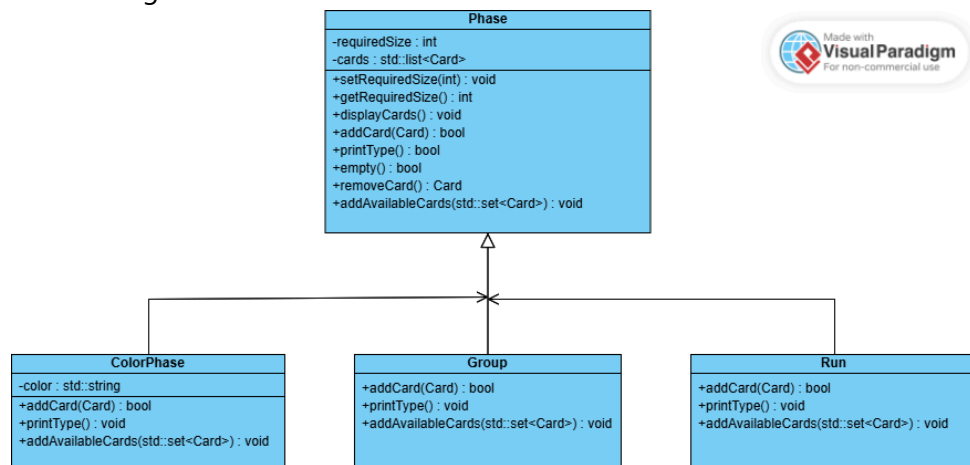 Phase
-requiredSize : int
-cards : std::list<Card>
+setRequiredSize(int) : void
+getRequiredSize() : int
+displayCards() : void
+addCard(Card) : bool
+printType() : bool
+empty() : bool
+removeCard() : Card
+addAvailableCards(std::set<Card>) : void
Made with
Visual Paradigm
For non-commercial use
ColorPhase
-color : std::string
+addCard(Card) : bool
+printType() : void
+addAvailableCards(std::set<Card>) : void
Group
+addCard(Card) : bool
+printType() : void
+addAvailableCards(std::set<Card>) : void
Run
+addCard(Card) : bool
+printType() : void
+addAvailableCards(std::set<Card>) : void